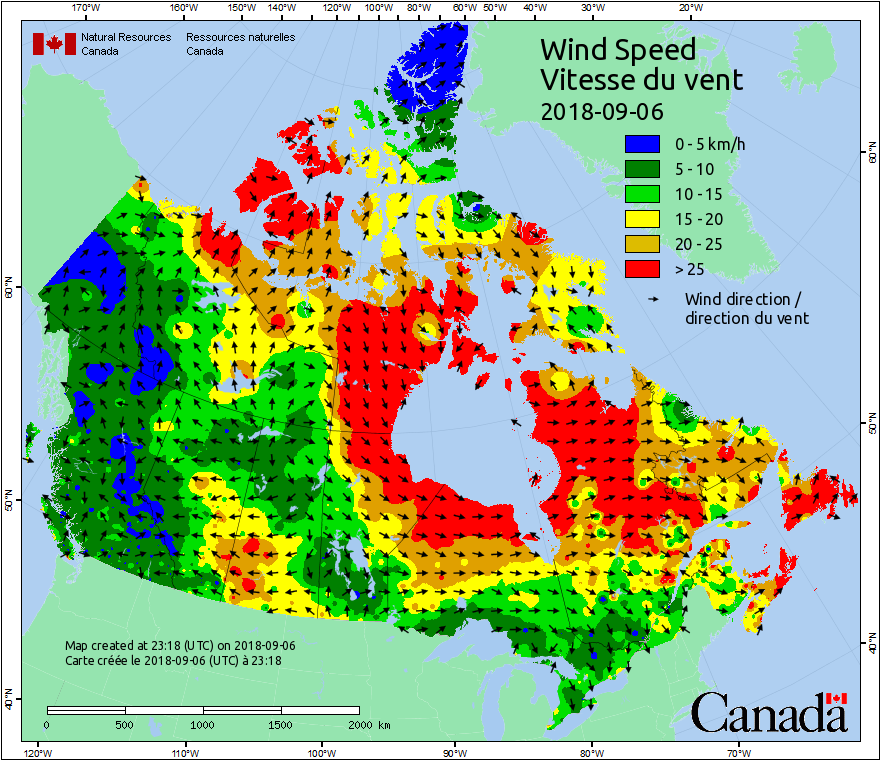 170°W 160°W 150°W 140°W 120°W 100°W 80°W 60°W 50°W 40°W 30°W 20°W
Natural Resources Canada
Ressources naturelles Canada
Wind Speed
Vitesse du vent
2018-09-06
0 - 5 km/h
5 - 10
10 - 15
15 - 20
20 - 25
> 25
Wind direction /
direction du vent
60°N
50°N
40°N
60°N
50°N
40°N
Map created at 23:18 (UTC) on 2018-09-06
Carte créée le 2018-09-06 (UTC) à 23:18
0 500 1000 1500 2000 km
Canada
120°W 110°W 100°W 90°W 80°W 70°W